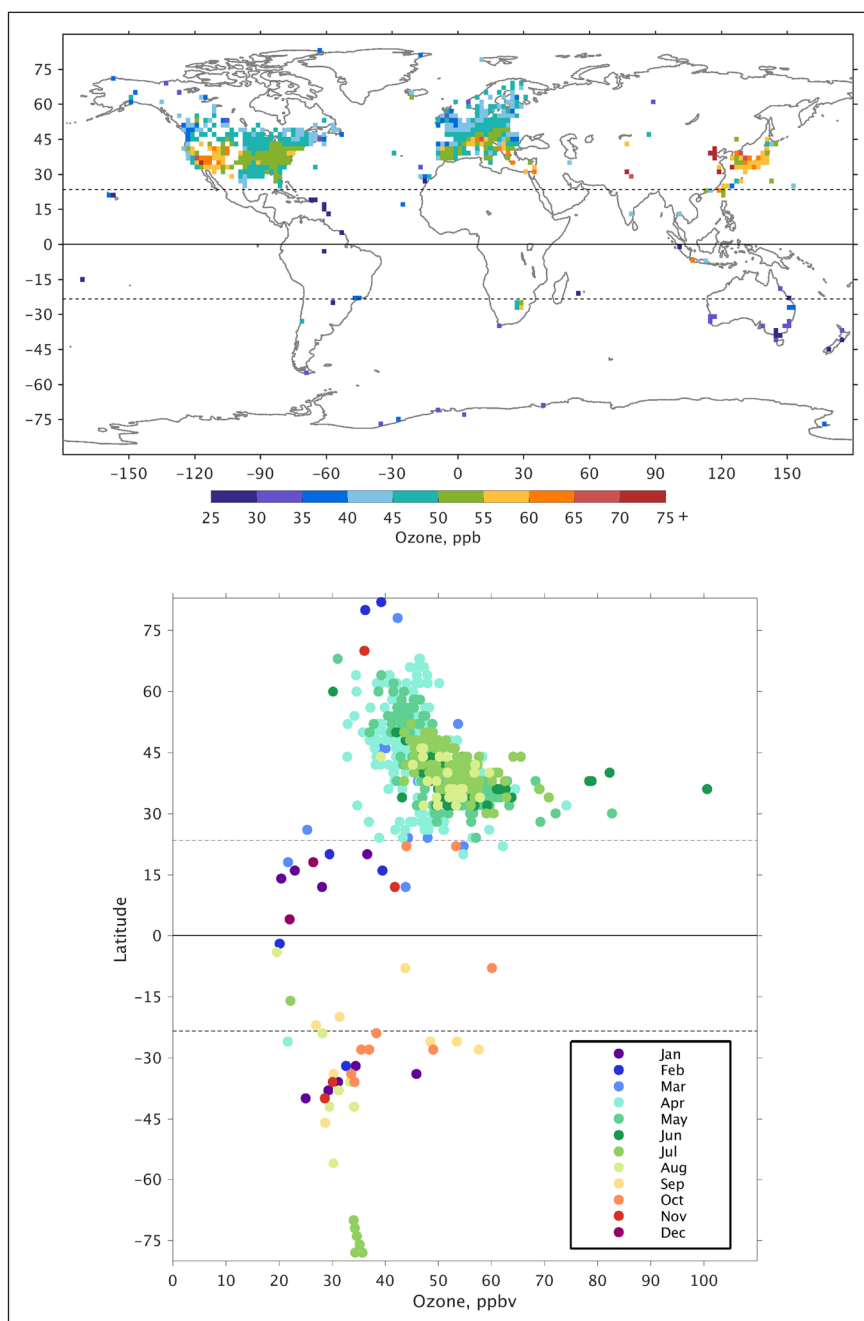 75
60
45
30
15
0
−15
−30
−45
−60
−75
−150 −120 −90 −60 −30 0 30 60 90 120 150
25 30 35 40 45 50 55 60 65 70 75 +
Ozone, ppb
75
60
45
30
15
0
−15
−30
−45
−60
−75
Latitude
Jan
Feb
Mar
Apr
May
Jun
Jul
Aug
Sep
Oct
Nov
Dec
0 10 20 30 40 50 60 70 80 90 100
Ozone, ppbv